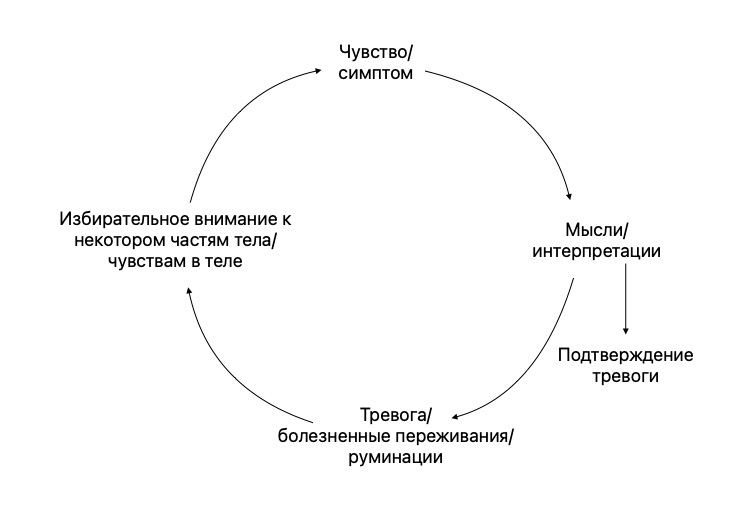 Чувство/
симптом
Мысли/
интерпретации
Подтверждение
тревоги
Тревога/
болезненные переживания/
руминации
Избирательное внимание к
некотором частям тела/
чувствам в теле